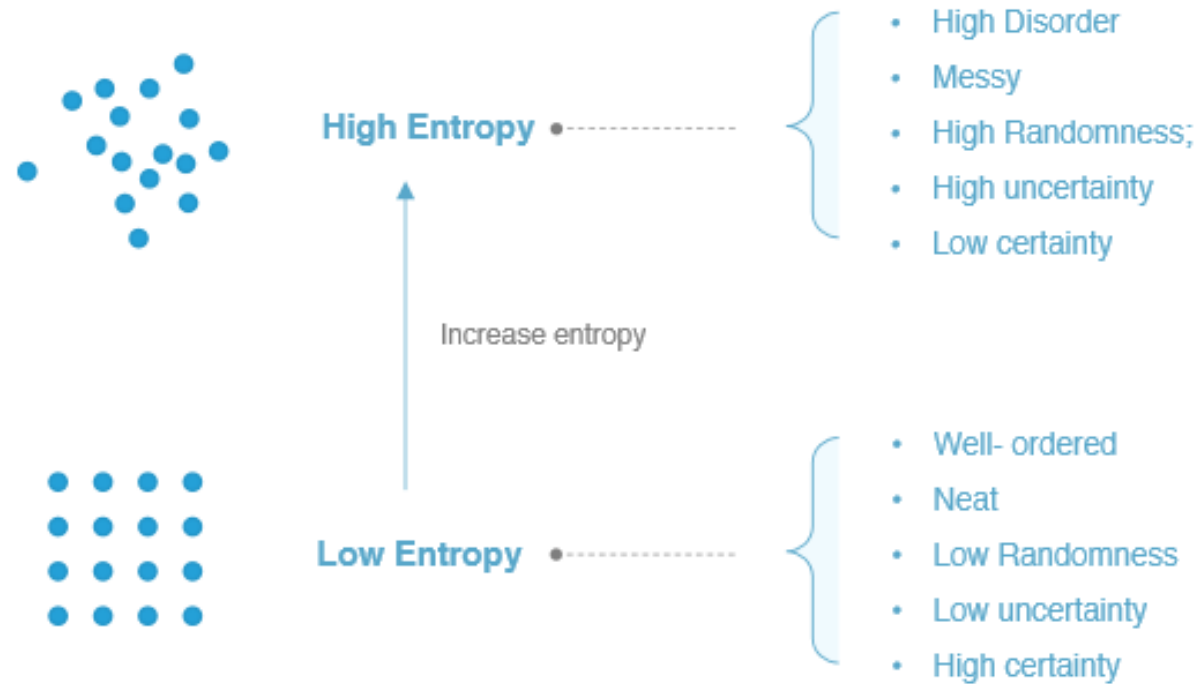 High Entropy
• High Disorder
• Messy
• High Randomness;
• High uncertainty
• Low certainty
Increase entropy
Low Entropy
• Well- ordered
• Neat
• Low Randomness
• Low uncertainty
• High certainty